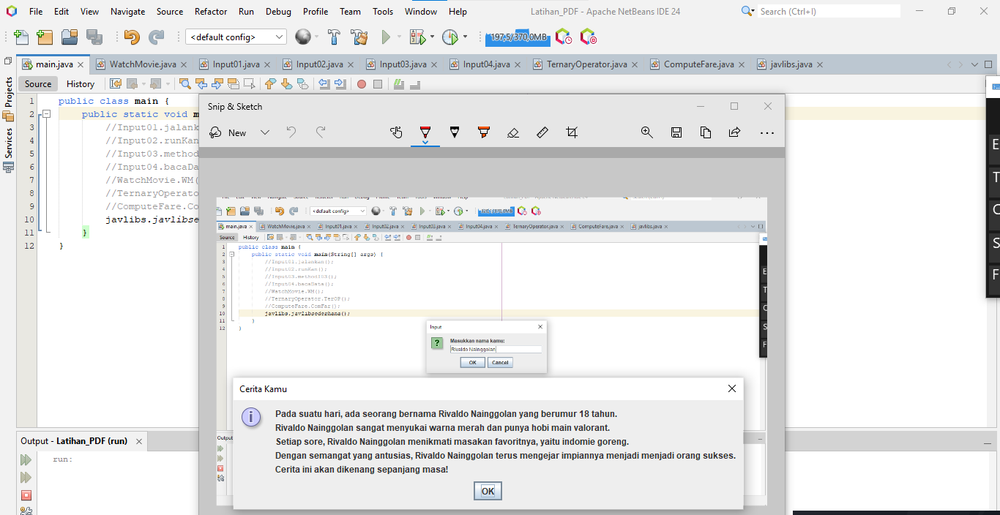 File Edit View Navigate Source Refactor Run Debug Profile Team Tools Window Help
Latihan_PDF - Apache NetBeans IDE 24
Search (Ctrl+I)
<default config>
197,5/370,0MB
main.java
WatchMovie.java
Input01.java
Input02.java
Input03.java
Input04.java
TernaryOperator.java
ComputeFare.java
javlibs.java
Projects
Services
Source History
1 public class main {
2 public static void m
3 //Input01.jalank
4 //Input02.runKan
5 //Input03.method
6 //Input04.bacaDa
7 //WatchMovie.WM(
8 //TernaryOperato
9 //ComputeFare.Co
10 javlibs.javlibse
11 }
12 }
Snip & Sketch
New
<default config>
main.java
WatchMovie.java
Input01.java
Input02.java
Input03.java
Input04.java
TernaryOperator.java
ComputeFare.java
javlibs.java
Source History
1 public class main {
2 public static void main(String[] args) {
3 //Input01.jalankan();
4 //Input02.runKan();
5 //Input03.methodI03();
6 //Input04.bacaData();
7 //WatchMovie.WM();
8 //TernaryOperator.TerOP();
9 //ComputeFare.ComFar();
10 javlibs.javlibsederhana();
11 }
12 }
Input
Masukkan nama kamu:
Rivaldo Nainggolan
OK Cancel
E
T
C
S
F
Output
Cerita Kamu
Pada suatu hari, ada seorang bernama Rivaldo Nainggolan yang berumur 18 tahun.
Rivaldo Nainggolan sangat menyukai warna merah dan punya hobi main valorant.
Setiap sore, Rivaldo Nainggolan menikmati masakan favoritnya, yaitu indomie goreng.
Dengan semangat yang antusias, Rivaldo Nainggolan terus mengejar impiannya menjadi menjadi orang sukses.
Cerita ini akan dikenang sepanjang masa!
OK
E
T
C
S
F
Output - Latihan_PDF (run)
run: